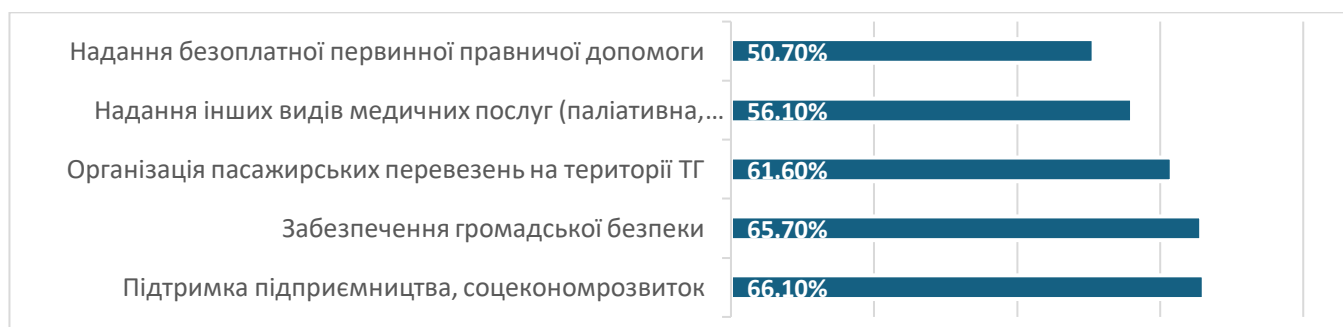 Надання безоплатної первинної правничої допомоги 50.70%
Надання інших видів медичних послуг (паліативна,... 56.10%
Організація пасажирських перевезень на території ТГ 61.60%
Забезпечення громадської безпеки 65.70%
Підтримка підприємництва, соцекономрозвиток 66.10%